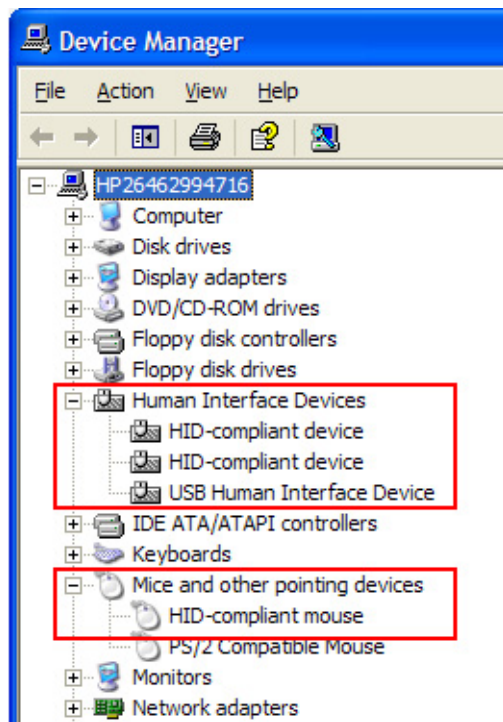 Device Manager
File Action View Help
HP26462994716
Computer
Disk drives
Display adapters
DVD/CD-ROM drives
Floppy disk controllers
Floppy disk drives
Human Interface Devices
HID-compliant device
HID-compliant device
USB Human Interface Device
IDE ATA/ATAPI controllers
Keyboards
Mice and other pointing devices
HID-compliant mouse
PS/2 Compatible Mouse
Monitors
Network adapters